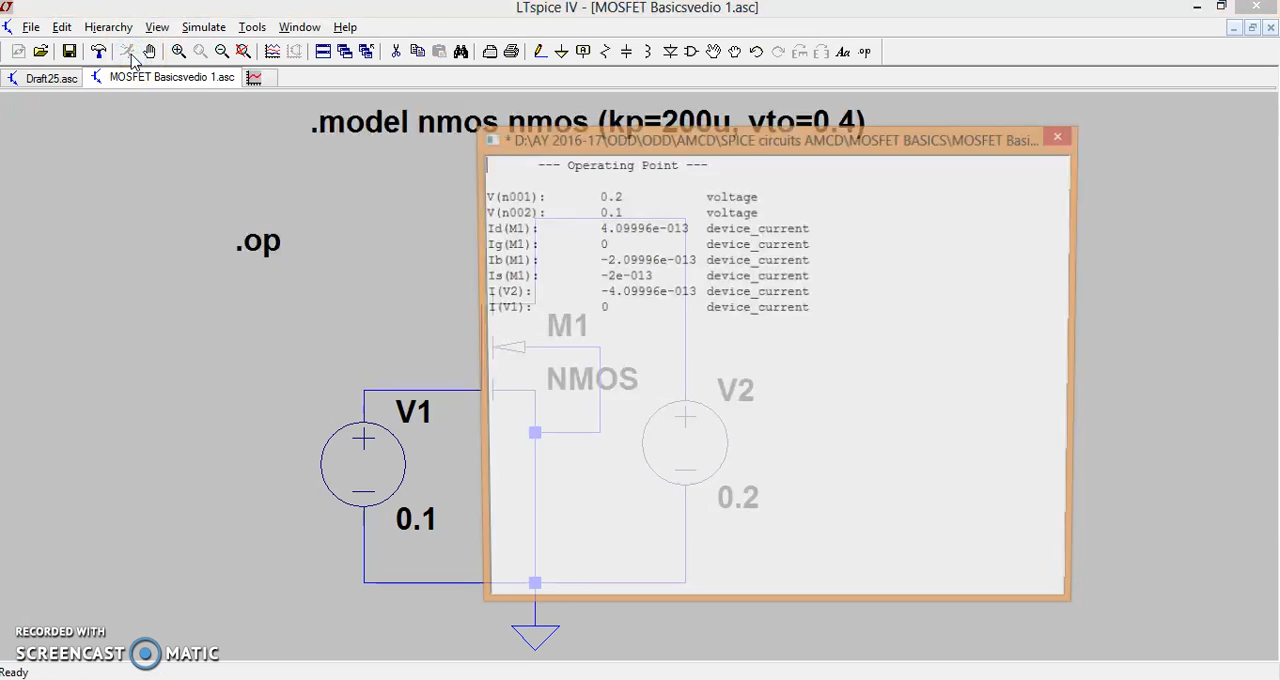 LTspice IV - [MOSFET Basicsvedio 1.asc]
File Edit Hierarchy View Simulate Tools Window Help
Aa .op
Draft25.asc MOSFET Basicsvedio 1.asc
.model nmos nmos (kp=200u, vto=0.4)
* D:\AY 2016-17\ODD\ODD\AMCD\SPICE circuits AMCD\MOSFET BASICS\MOSFET Basi...
--- Operating Point ---
V(n001): 0.2 voltage
V(n002): 0.1 voltage
Id(M1): 4.09996e-013 device_current
Ig(M1): 0 device_current
Ib(M1): -2.09996e-013 device_current
Is(M1): -2e-013 device_current
I(V2): -4.09996e-013 device_current
I(V1): 0 device_current
.op
M1
NMOS
V2
V1
0.2
0.1
RECORDED WITH
SCREENCAST MATIC
Ready